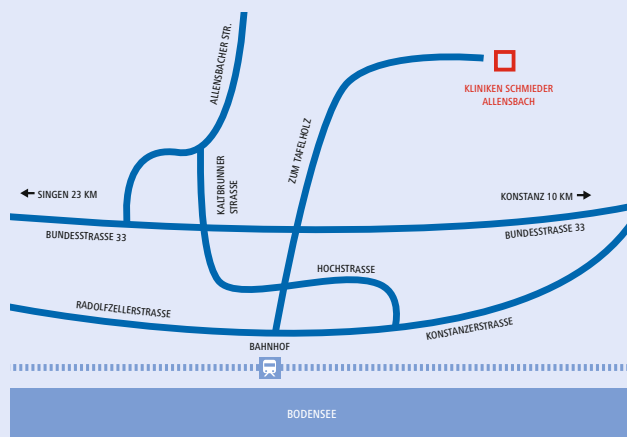 ALLENSBACHER STR.
KLINIKEN SCHMIEDER
ALLENSBACH
ZUM TAFELHOLZ
KALTBRUNNER
STRASSE
SINGEN 23 KM
KONSTANZ 10 KM
BUNDESSTRASSE 33
BUNDESSTRASSE 33
HOCHSTRASSE
RADOLFZELLERSTRASSE
KONSTANZERSTRASSE
BAHNHOF
BODENSEE